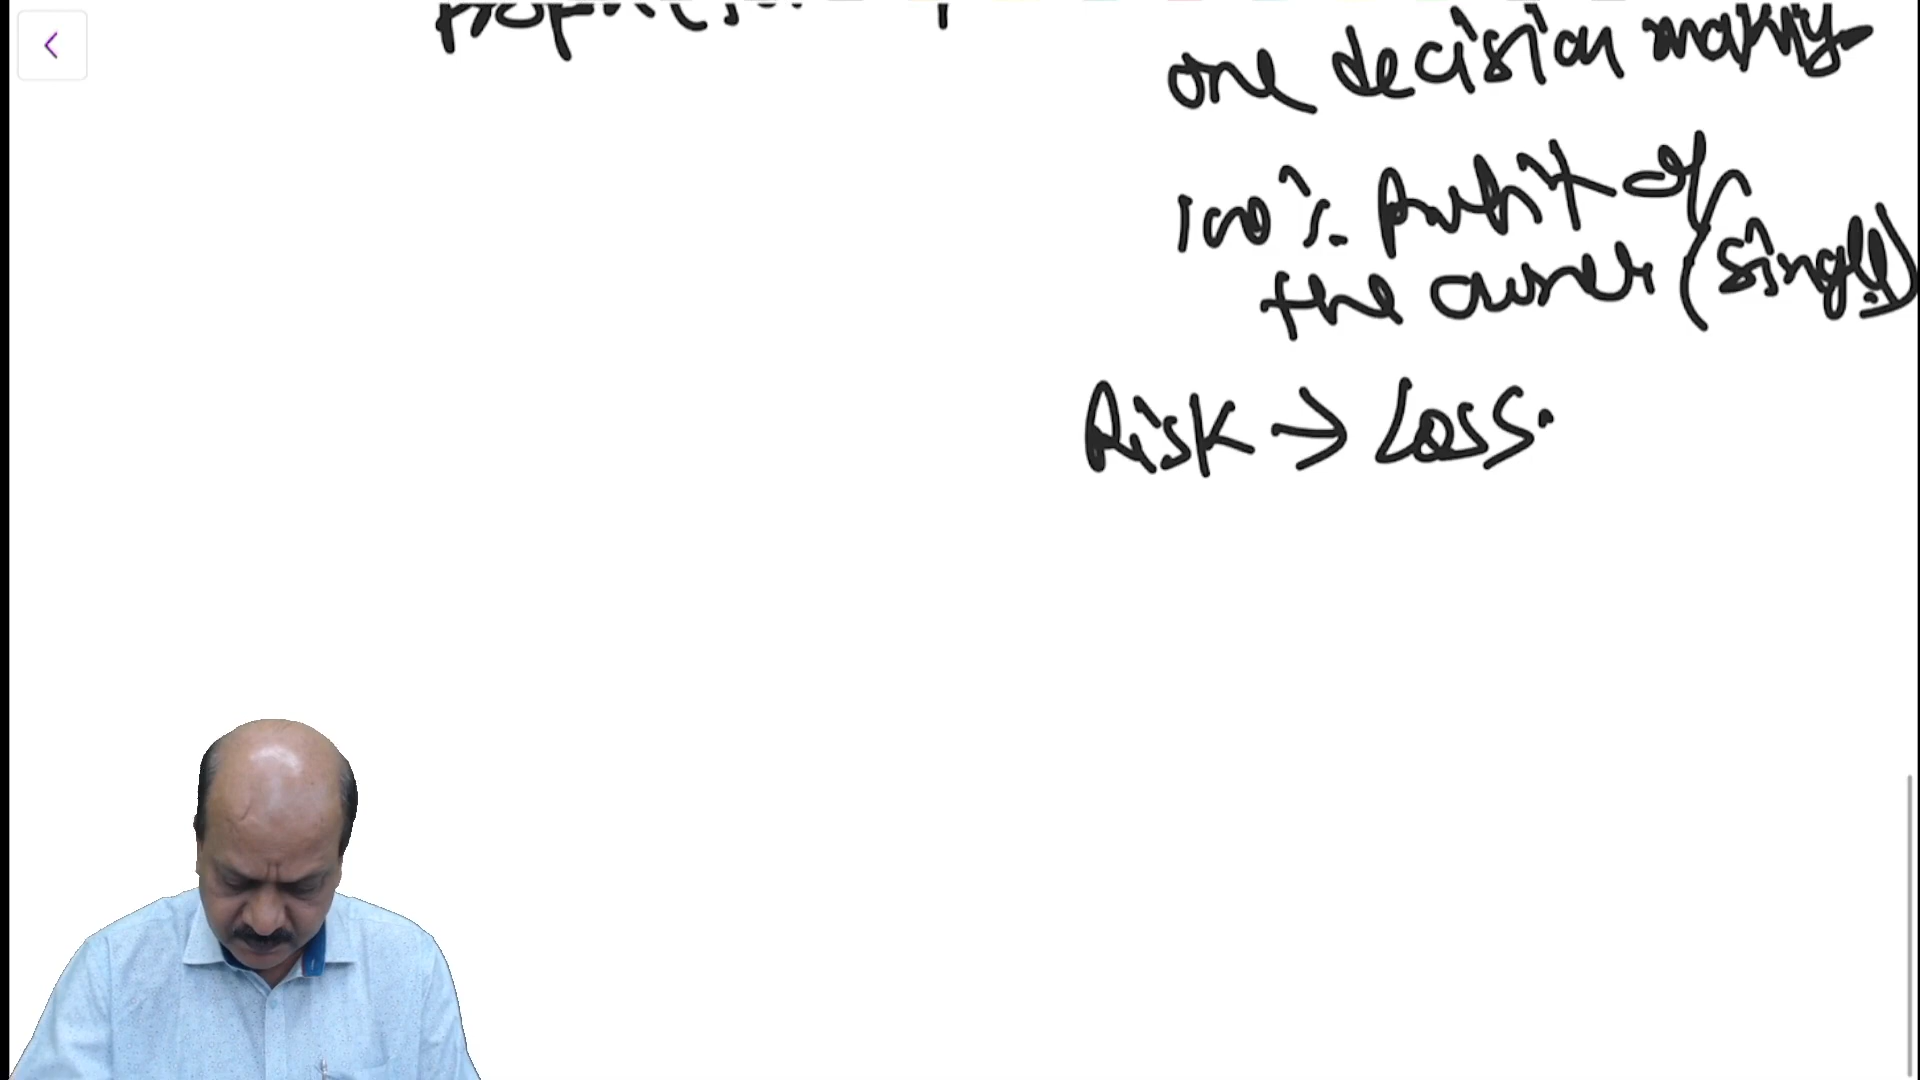 one decision making
100% Profit of
the owner (single)
Risk → Loss.